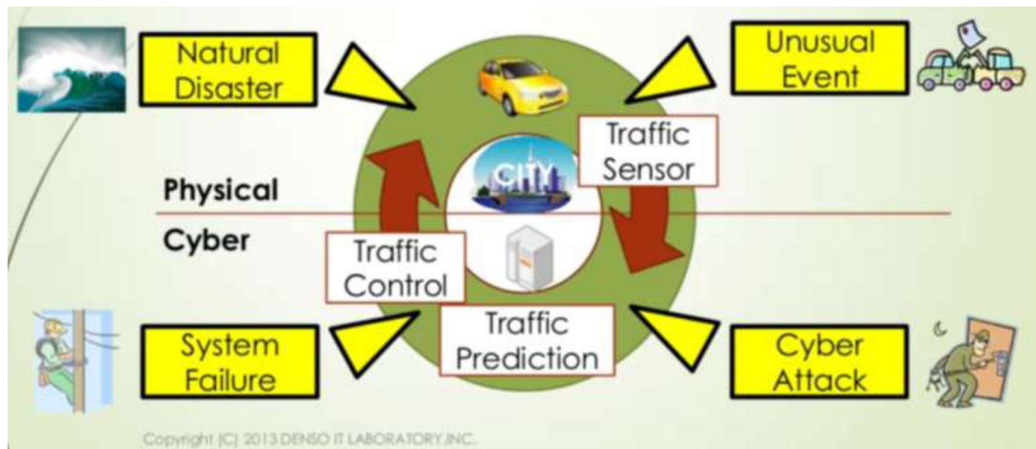 Natural
Disaster
Unusual
Event
Traffic
Sensor
CITY
Physical
Cyber
Traffic
Control
Traffic
Prediction
System
Failure
Cyber
Attack
Copyright (C) 2013 DENSO IT LABORATORY,INC.